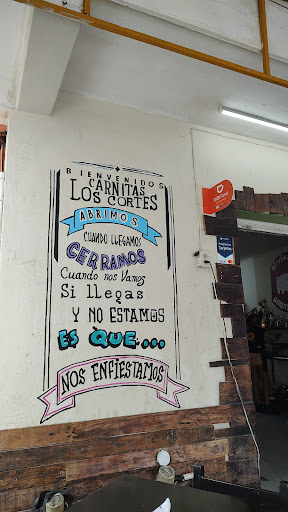 BIENVENIDOS
CARNITAS
LOS CORTES
ABRIMOS
CUANDO LLEGAMOS
CERRAMOS
Cuando nos Vamos
Si llegas
Y NO ESTAMOS
ES QUE...
NOS ENFIESTAMOS